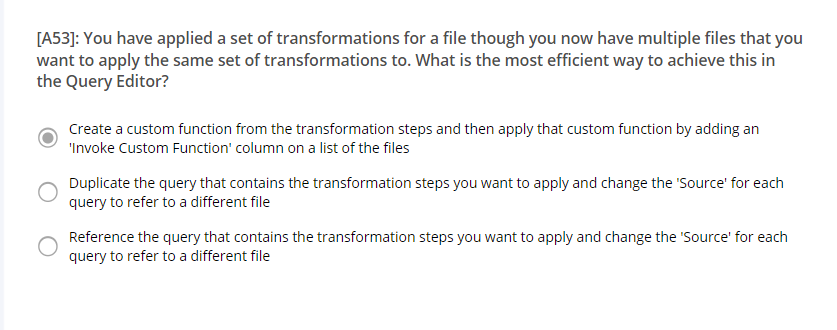 [A53]: You have applied a set of transformations for a file though you now have multiple files that you
want to apply the same set of transformations to. What is the most efficient way to achieve this in
the Query Editor?
Create a custom function from the transformation steps and then apply that custom function by adding an
'Invoke Custom Function' column on a list of the files
Duplicate the query that contains the transformation steps you want to apply and change the 'Source' for each
query to refer to a different file
Reference the query that contains the transformation steps you want to apply and change the 'Source' for each
query to refer to a different file